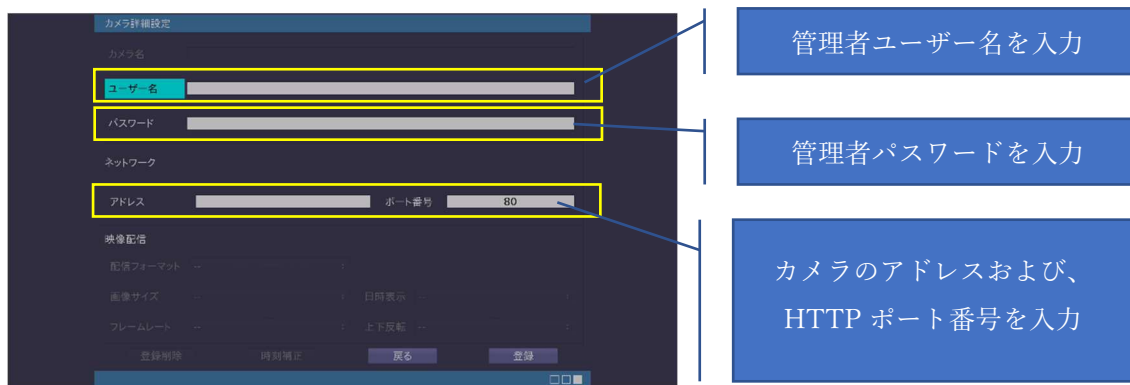 カメラ詳細設定
カメラ名
ユーザー名
パスワード
ネットワーク
アドレス ポート番号 80
映像配信
配信フォーマット --
画像サイズ -- 日時表示 --
フレームレート -- 上下反転 --
登録削除 時刻補正 戻る 登録
管理者ユーザー名を入力
管理者パスワードを入力
カメラのアドレスおよび、
HTTP ポート番号を入力